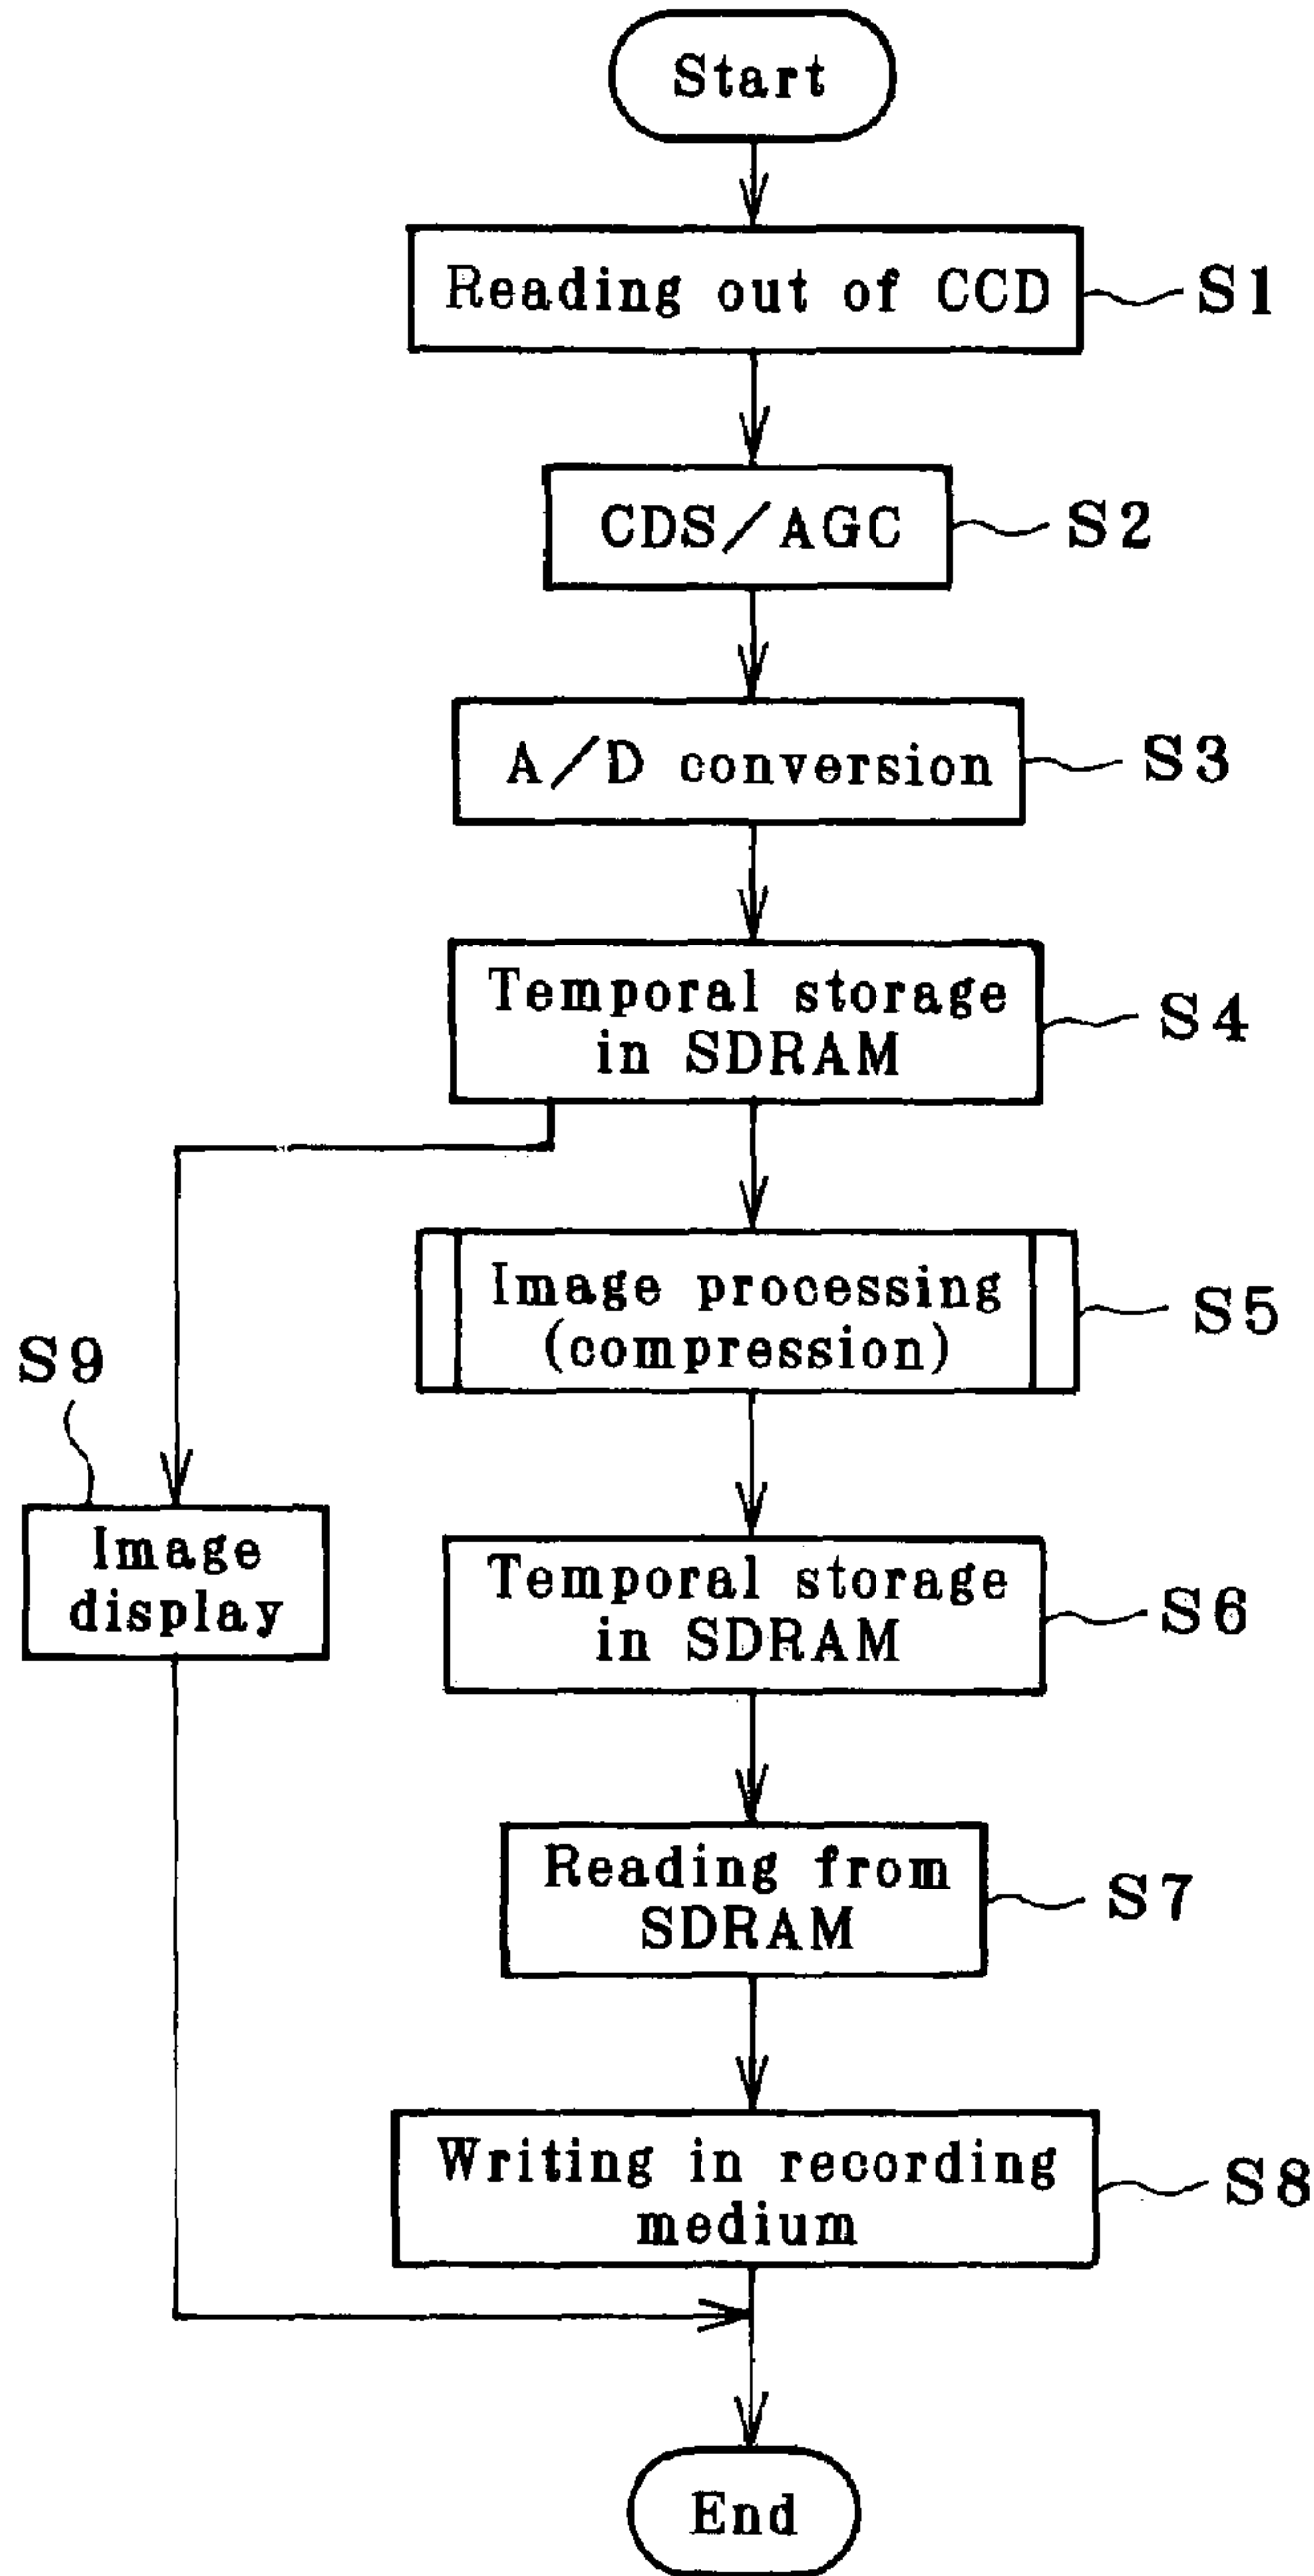 Start
Reading out of CCD
S1
CDS/AGC
S2
A/D conversion
S3
Temporal storage
in SDRAM
S4
Image processing
(compression)
S5
S9
Image
display
Temporal storage
in SDRAM
S6
Reading from
SDRAM
S7
Writing in recording
medium
S8
End